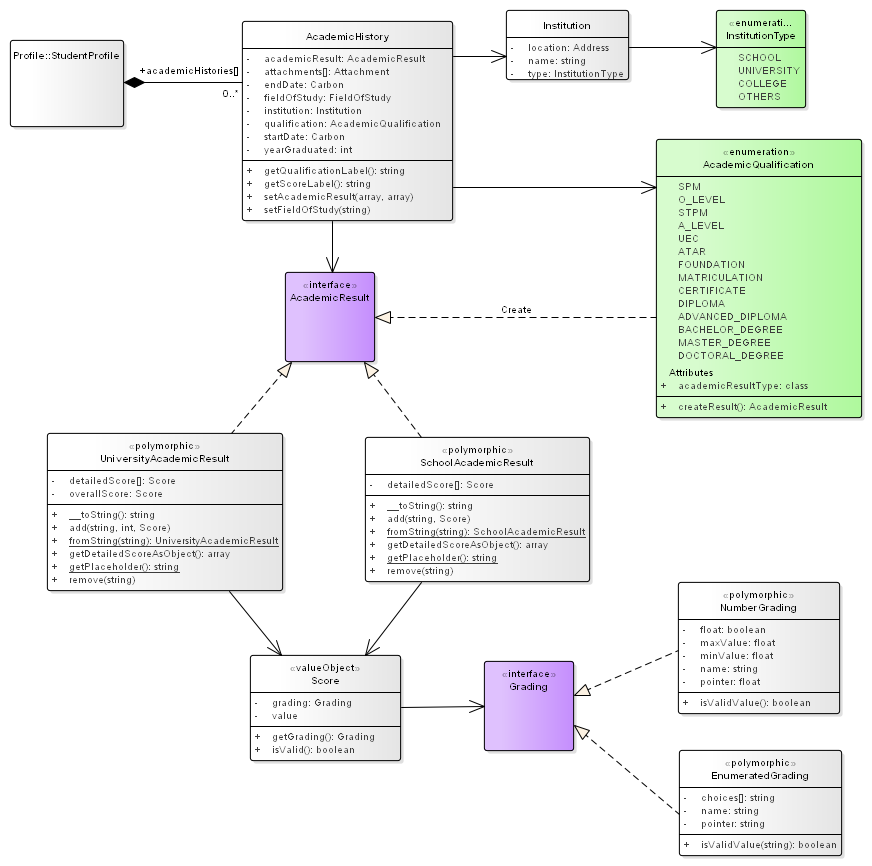 Profile::StudentProfile
+academicHistories[]
0..*
AcademicHistory
- academicResult: AcademicResult
- attachments[]: Attachment
- endDate: Carbon
- fieldOfStudy: FieldOfStudy
- institution: Institution
- qualification: AcademicQualification
- startDate: Carbon
- yearGraduated: int
+ getQualificationLabel(): string
+ getScoreLabel(): string
+ setAcademicResult(array, array)
+ setFieldOfStudy(string)
Institution
- location: Address
- name: string
- type: InstitutionType
«enumerati...
InstitutionType
SCHOOL
UNIVERSITY
COLLEGE
OTHERS
«enumeration»
AcademicQualification
SPM
O_LEVEL
STPM
A_LEVEL
UEC
ATAR
FOUNDATION
MATRICULATION
CERTIFICATE
DIPLOMA
ADVANCED_DIPLOMA
BACHELOR_DEGREE
MASTER_DEGREE
DOCTORAL_DEGREE
Attributes
+ academicResultType: class
+ createResult(): AcademicResult
«interface»
AcademicResult
Create
«polymorphic»
UniversityAcademicResult
- detailedScore[]: Score
- overallScore: Score
+ __toString(): string
+ add(string, int, Score)
+ fromString(string): UniversityAcademicResult
+ getDetailedScoreAsObject(): array
+ getPlaceholder(): string
+ remove(string)
«polymorphic»
SchoolAcademicResult
- detailedScore[]: Score
+ __toString(): string
+ add(string, Score)
+ fromString(string): SchoolAcademicResult
+ getDetailedScoreAsObject(): array
+ getPlaceholder(): string
+ remove(string)
«valueObject»
Score
- grading: Grading
- value
+ getGrading(): Grading
+ isValid(): boolean
«interface»
Grading
«polymorphic»
NumberGrading
- float: boolean
- maxValue: float
- minValue: float
- name: string
- pointer: float
+ isValidValue(): boolean
«polymorphic»
EnumeratedGrading
- choices[]: string
- name: string
- pointer: string
+ isValidValue(string): boolean